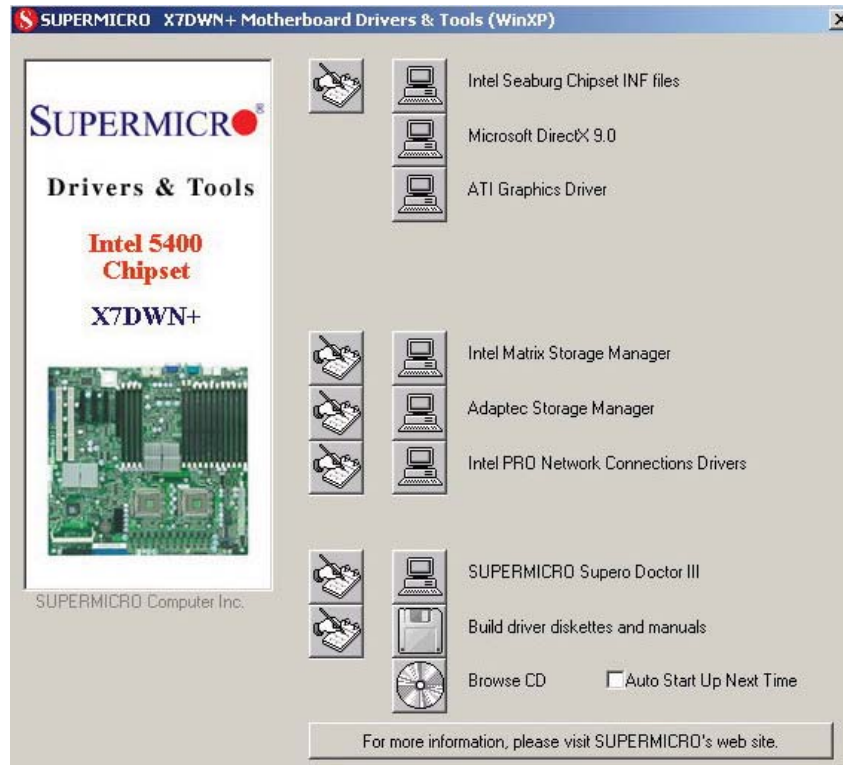 SUPERMICRO X7DWN+ Motherboard Drivers & Tools (WinXP)
SUPERMICRO®
Drivers & Tools
Intel 5400
Chipset
X7DWN+
SUPERMICRO Computer Inc.
Intel Seaburg Chipset INF files
Microsoft DirectX 9.0
ATI Graphics Driver
Intel Matrix Storage Manager
Adaptec Storage Manager
Intel PRO Network Connections Drivers
SUPERMICRO Supero Doctor III
Build driver diskettes and manuals
Browse CD
Auto Start Up Next Time
For more information, please visit SUPERMICRO's web site.